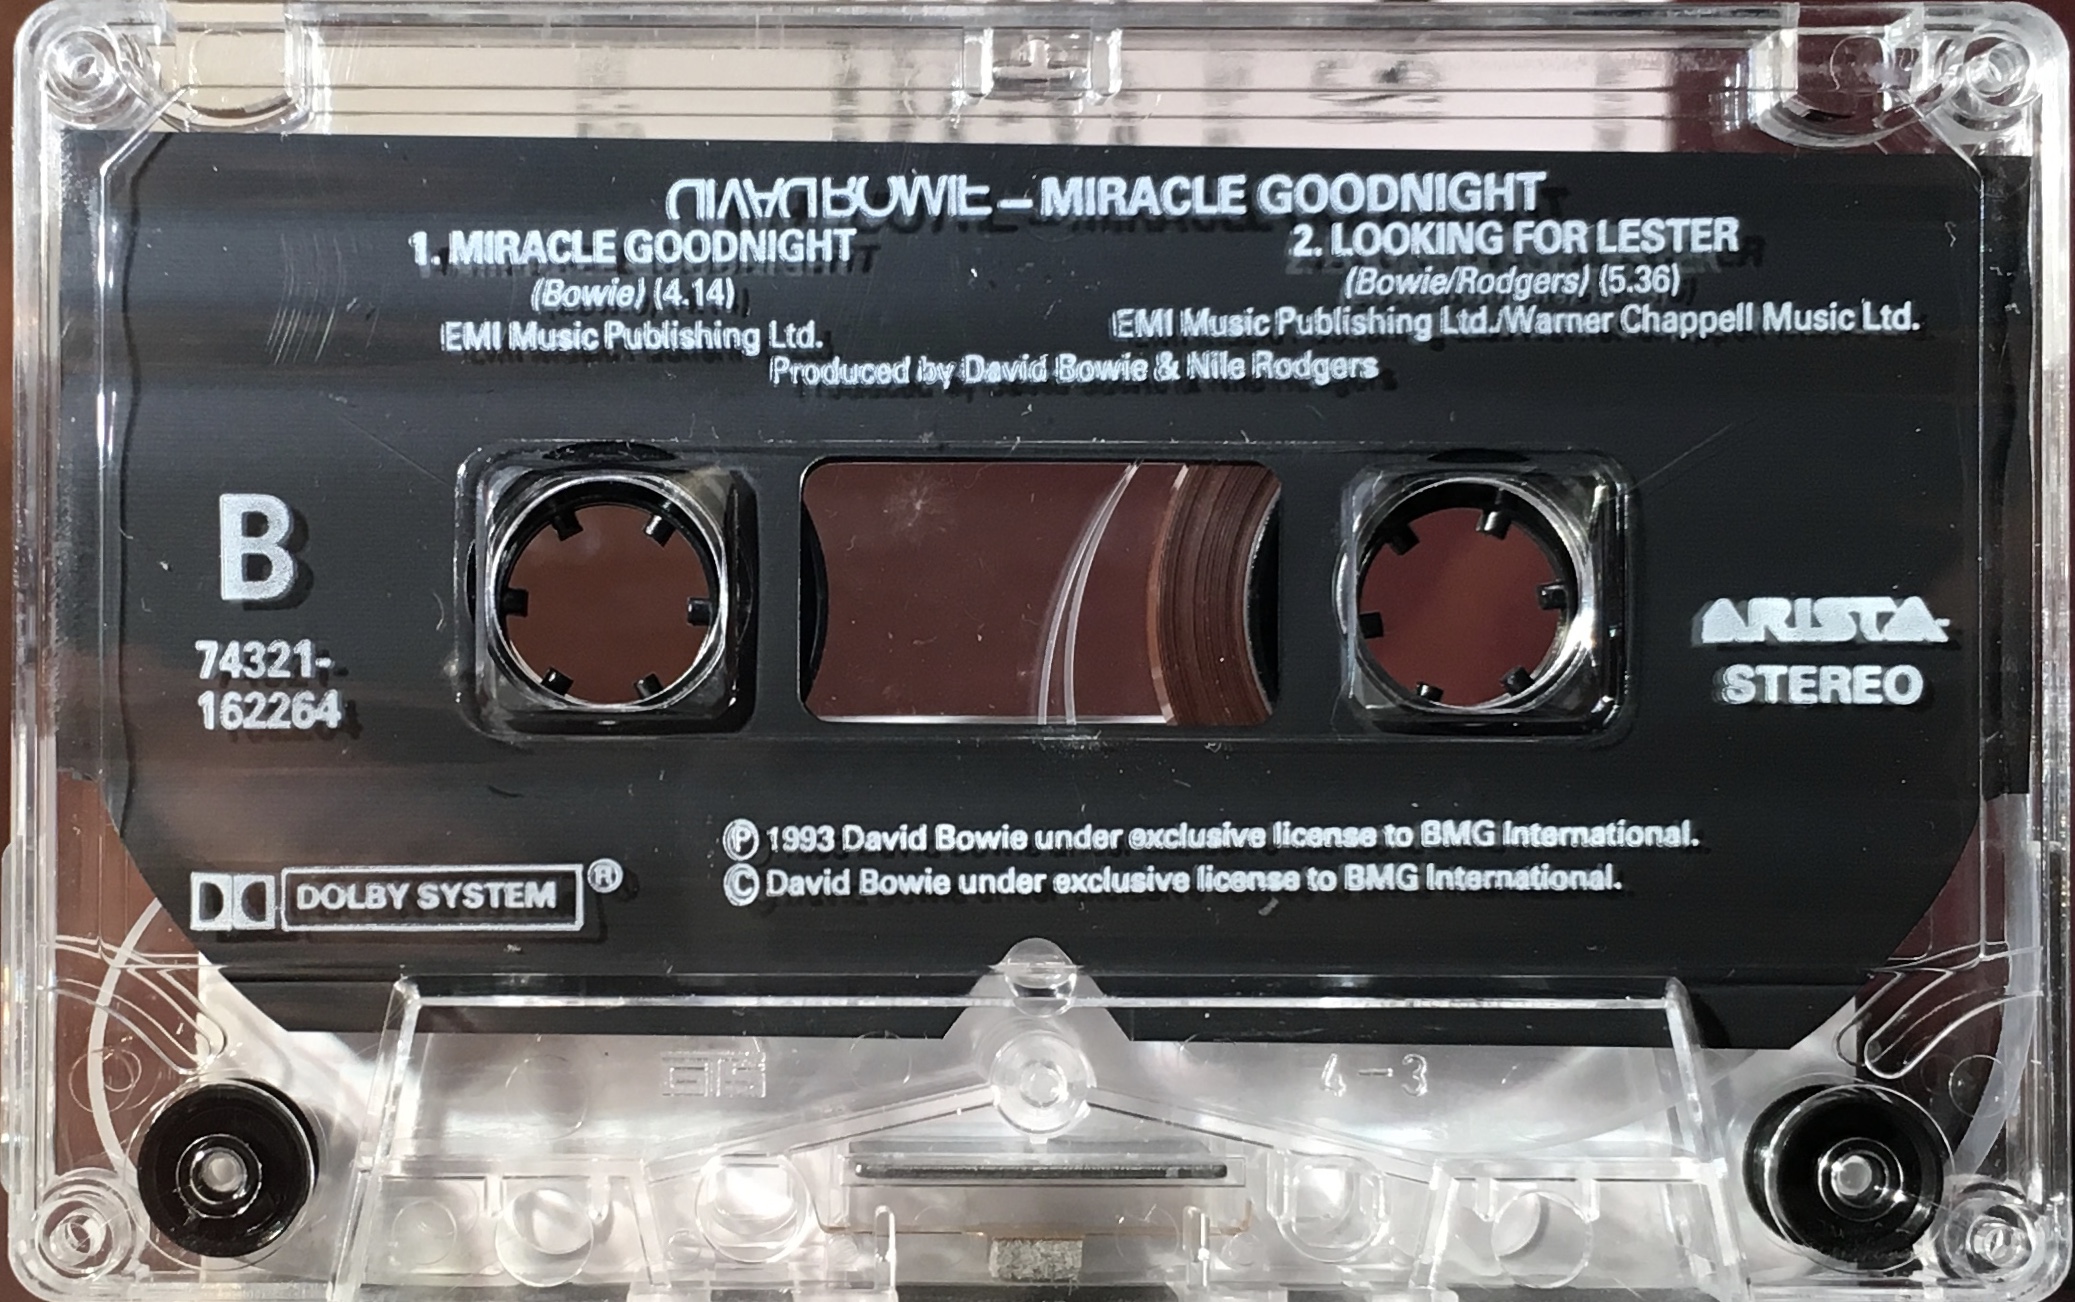 DAVID BOWIE – MIRACLE GOODNIGHT
1. MIRACLE GOODNIGHT
(Bowie) (4.14)
EMI Music Publishing Ltd.
2. LOOKING FOR LESTER
(Bowie/Rodgers) (5.36)
EMI Music Publishing Ltd./Warner Chappell Music Ltd.
Produced by David Bowie & Nile Rodgers
B
74321-
162264
ARISTA
STEREO
Ⓟ 1993 David Bowie under exclusive license to BMG International.
© David Bowie under exclusive license to BMG International.
DOLBY SYSTEM ®
4-3